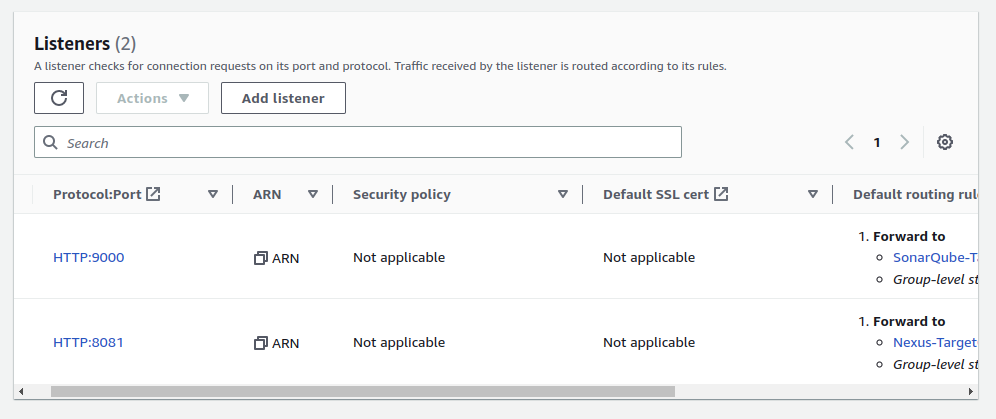 Listeners (2)
A listener checks for connection requests on its port and protocol. Traffic received by the listener is routed according to its rules.
Actions Add listener
Search 1
Protocol:Port ARN Security policy Default SSL cert Default routing
1. Forward to
HTTP:9000 ARN Not applicable Not applicable SonarQube-
Group-level
1. Forward to
HTTP:8081 ARN Not applicable Not applicable Nexus-Target
Group-level